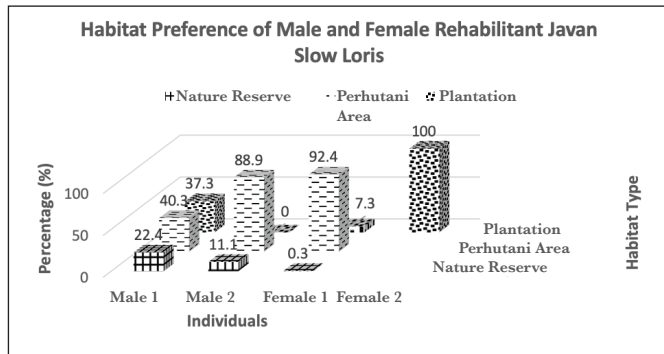 Habitat Preference of Male and Female Rehabilitant Javan
Slow Loris
Nature Reserve Perhutani Plantation
Area
100
88.9 92.4
37.3
100 40.3 0 7.3
50 22.4 11.1 0.3 Plantation
Perhutani Area
0 Nature Reserve
Male 1 Male 2 Female 1 Female 2
Individuals
Percentage (%)
Habitat Type